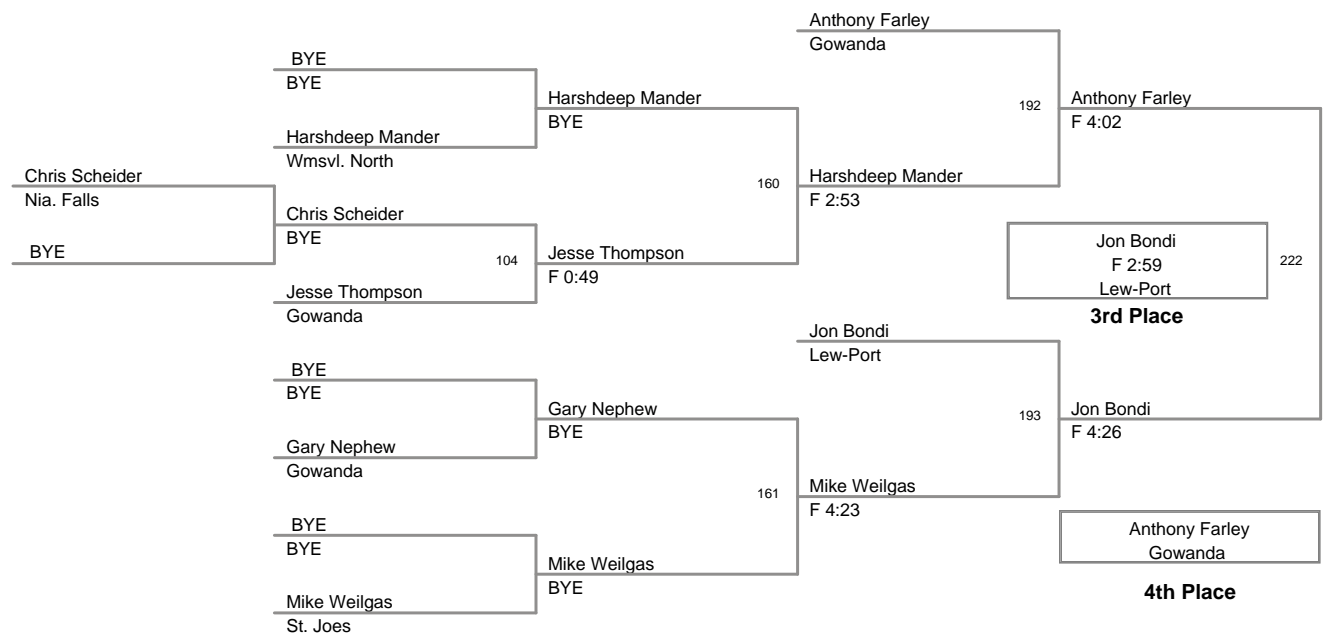 Anthony Farley
Gowanda
BYE
BYE
Harshdeep Mander
BYE
192
Anthony Farley
F 4:02
Harshdeep Mander
Wmsvl. North
Chris Scheider
Nia. Falls
160
Harshdeep Mander
F 2:53
Chris Scheider
BYE
BYE
104
Jesse Thompson
F 0:49
Jon Bondi
F 2:59
Lew-Port
222
Jesse Thompson
Gowanda
3rd Place
Jon Bondi
Lew-Port
BYE
BYE
Gary Nephew
BYE
193
Jon Bondi
F 4:26
Gary Nephew
Gowanda
161
Mike Weilgas
F 4:23
BYE
BYE
Anthony Farley
Gowanda
Mike Weilgas
BYE
4th Place
Mike Weilgas
St. Joes